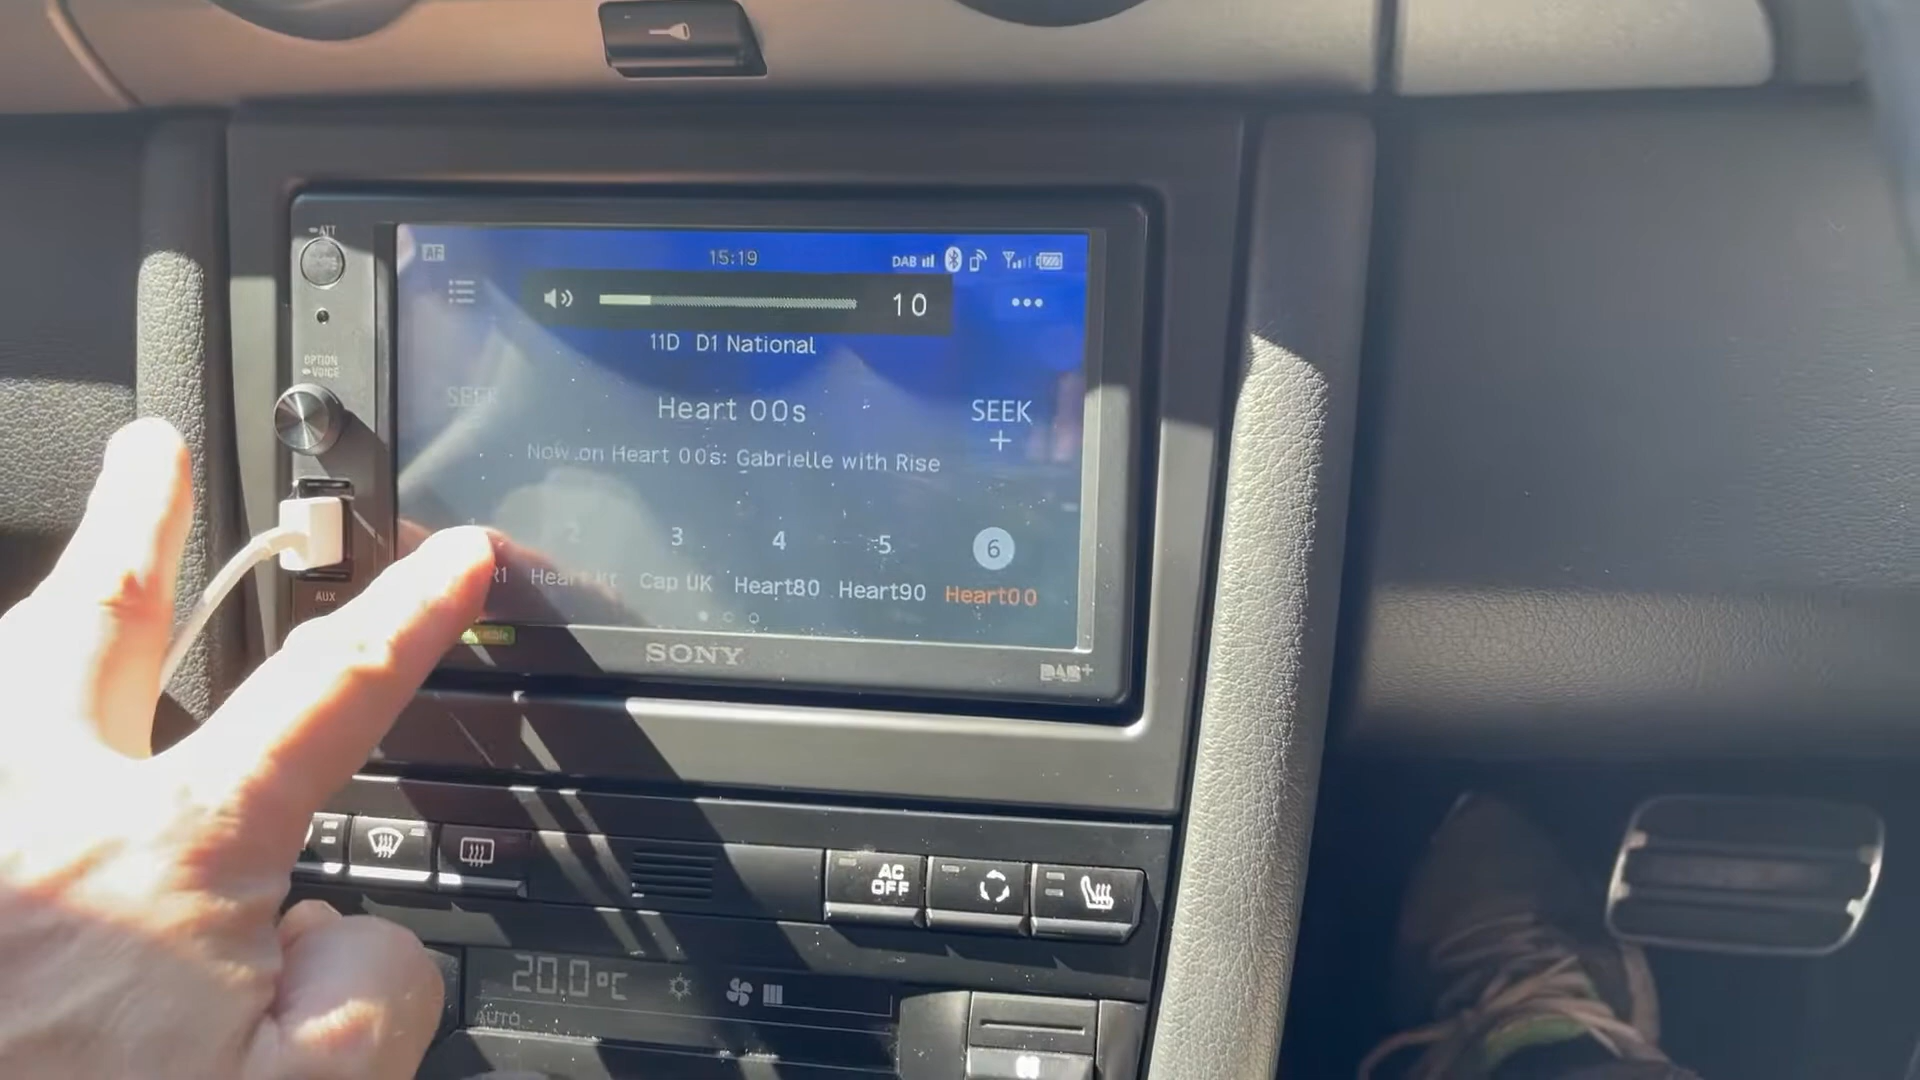 ATT
AF
15:19
DAB
10
11D D1 National
OPTION
VOICE
SEEK
Heart 00s
SEEK
+
Now on Heart 00s: Gabrielle with Rise
2
3
4
5
6
R1
Cap UK
Heart80
Heart90
Heart00
AUX
SONY
DAB+
AC
OFF
20.0°C
AUTO